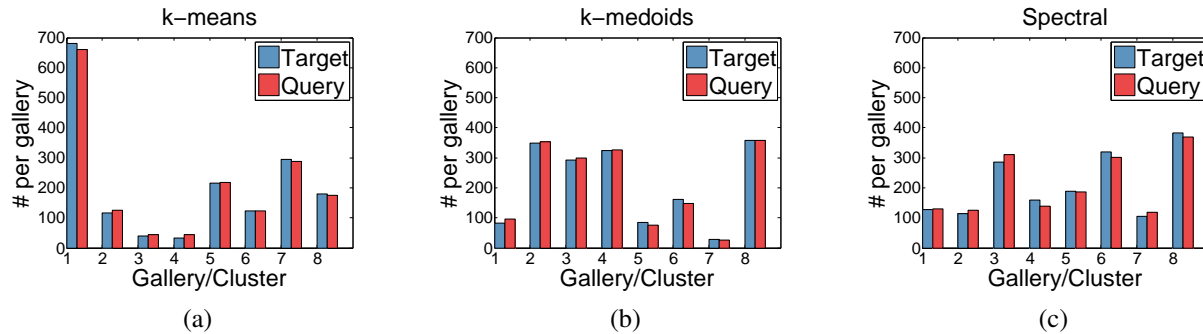 k−means
# per gallery
700
600
500
400
300
200
100
0
1 2 3 4 5 6 7 8
Gallery/Cluster
Target
Query
(a)
k−medoids
# per gallery
700
600
500
400
300
200
100
0
1 2 3 4 5 6 7 8
Gallery/Cluster
Target
Query
(b)
Spectral
# per gallery
700
600
500
400
300
200
100
0
1 2 3 4 5 6 7 8
Gallery/Cluster
Target
Query
(c)